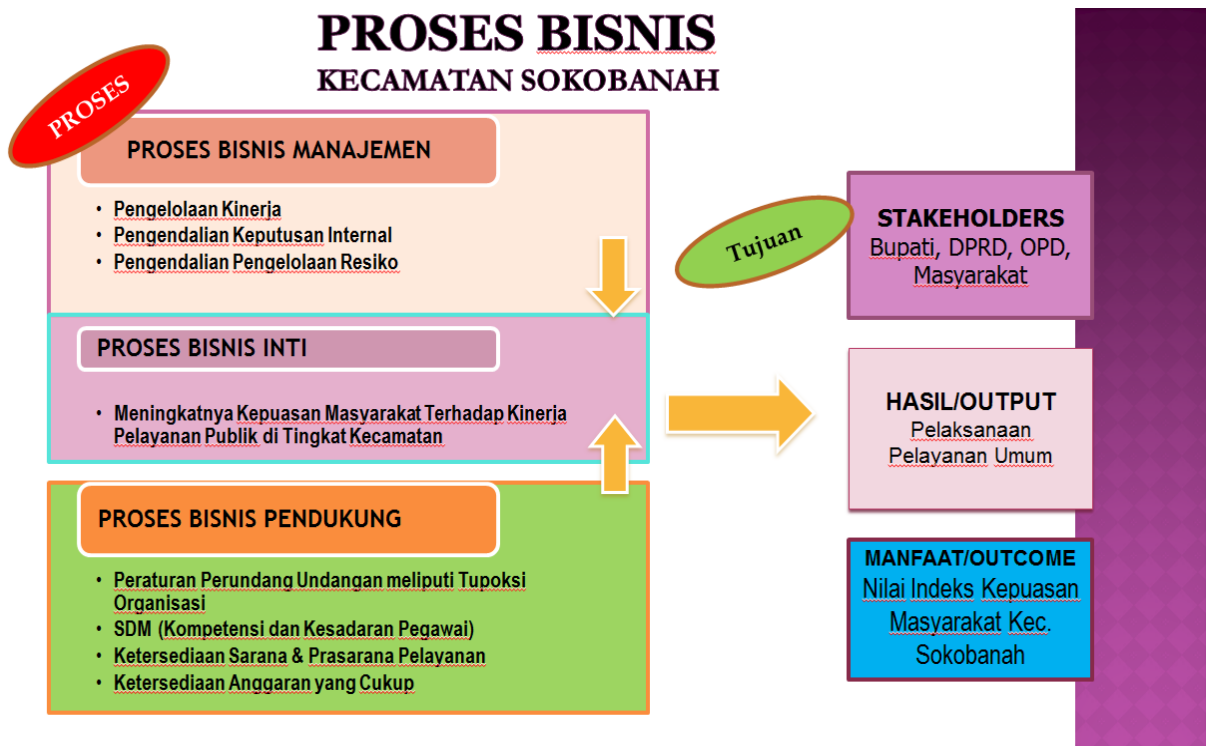 PROSES BISNIS
KECAMATAN SOKOBANAH
PROSES
PROSES BISNIS MANAJEMEN
• Pengelolaan Kinerja
• Pengendalian Keputusan Internal
• Pengendalian Pengelolaan Resiko
PROSES BISNIS INTI
• Meningkatnya Kepuasan Masyarakat Terhadap Kinerja
Pelayanan Publik di Tingkat Kecamatan
PROSES BISNIS PENDUKUNG
• Peraturan Perundang Undangan meliputi Tupoksi
Organisasi
• SDM (Kompetensi dan Kesadaran Pegawai)
• Ketersediaan Sarana & Prasarana Pelayanan
• Ketersediaan Anggaran yang Cukup
Tujuan
STAKEHOLDERS
Bupati, DPRD, OPD,
Masyarakat
HASIL/OUTPUT
Pelaksanaan
Pelayanan Umum
MANFAAT/OUTCOME
Nilai Indeks Kepuasan
Masyarakat Kec.
Sokobanah